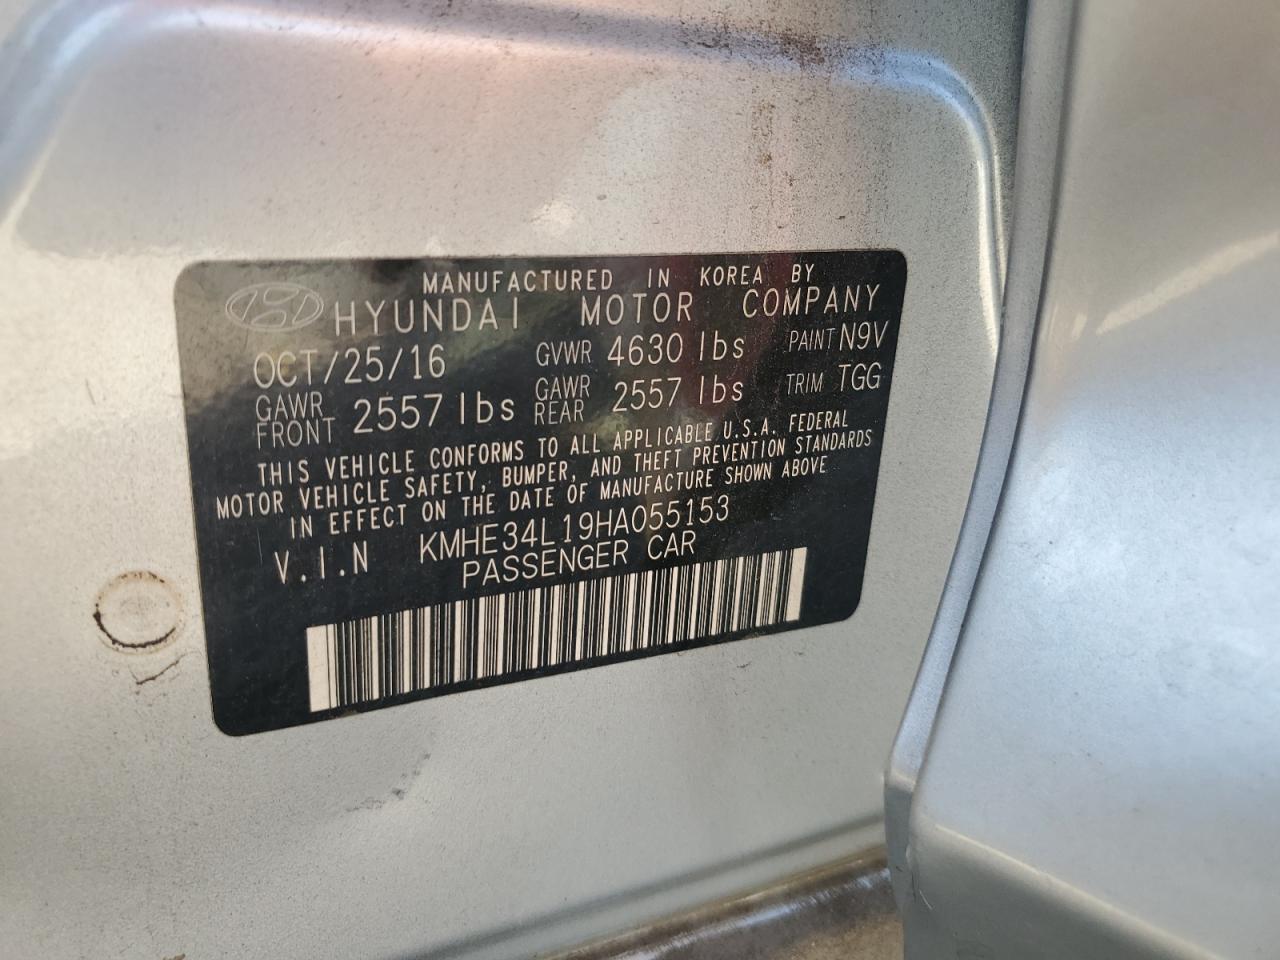 MANUFACTURED IN KOREA BY
HYUNDAI MOTOR COMPANY
OCT/25/16 GVWR 4630 lbs PAINT N9V
GAWR FRONT 2557 lbs GAWR REAR 2557 lbs TRIM TGG
THIS VEHICLE CONFORMS TO ALL APPLICABLE U.S.A. FEDERAL
MOTOR VEHICLE SAFETY, BUMPER, AND THEFT PREVENTION STANDARDS
IN EFFECT ON THE DATE OF MANUFACTURE SHOWN ABOVE
V.I.N KMHE34L19HA055153
PASSENGER CAR